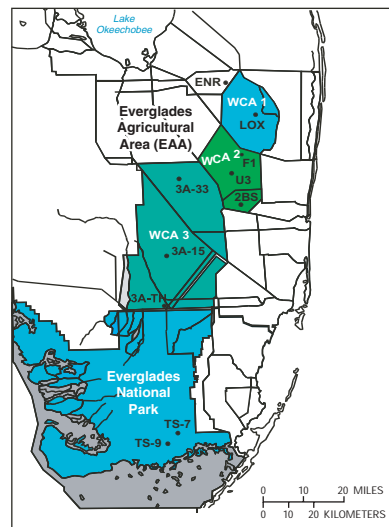 Lake
Okeechobee
ENR
WCA 1
LOX
Everglades
Agricultural
Area (EAA)
WCA 2
F1
U3
3A-33
2BS
WCA 3
3A-15
3A-TH
Everglades
National
Park
TS-7
TS-9
0 10 20 MILES
0 10 20 KILOMETERS